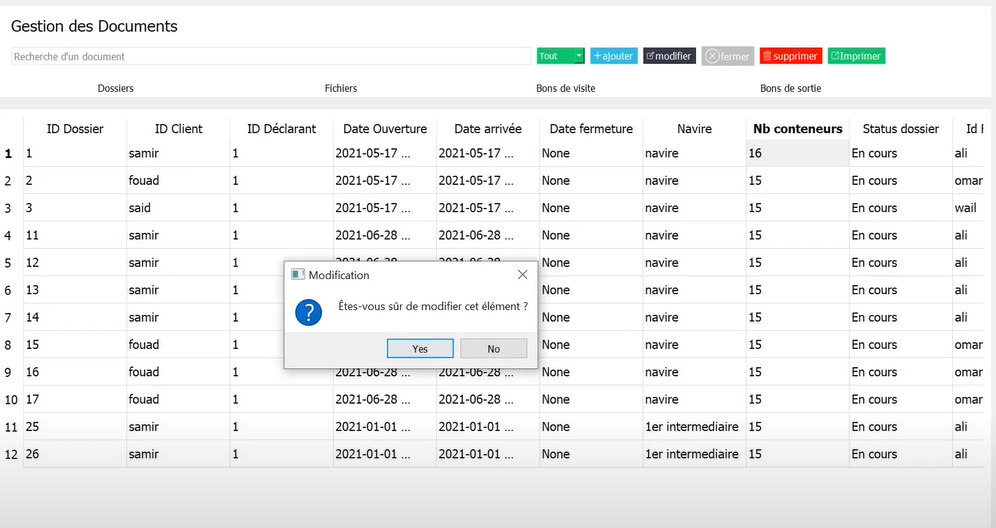 Gestion des Documents
Recherche d'un document Tout +ajouter modifier fermer supprimer Imprimer
Dossiers Fichiers Bons de visite Bons de sortie
ID Dossier ID Client ID Déclarant Date Ouverture Date arrivée Date fermeture Navire Nb conteneurs Status dossier Id
1 1 samir 1 2021-05-17 ... 2021-05-17 ... None navire 16 En cours ali
2 2 fouad 1 2021-05-17 ... 2021-05-17 ... None navire 15 En cours omar
3 3 said 1 2021-05-17 ... 2021-05-17 ... None navire 15 En cours wail
4 11 samir 1 2021-06-28 ... 2021-06-28 ... None navire 15 En cours ali
5 12 samir 1 None navire 15 En cours ali
Modification
6 13 samir 1 None navire 15 En cours ali
Êtes-vous sûr de modifier cet élément ?
7 14 samir 1 None navire 15 En cours ali
8 15 fouad 1 None navire 15 En cours omar
Yes No
9 16 fouad 1 2021-06-28 ... 2021-06-28 ... None navire 15 En cours omar
10 17 fouad 1 2021-06-28 ... 2021-06-28 ... None navire 15 En cours omar
11 25 samir 1 2021-01-01 ... 2021-01-01 ... None 1er intermediaire 15 En cours ali
12 26 samir 1 2021-01-01 ... 2021-01-01 ... None 1er intermediaire 15 En cours ali